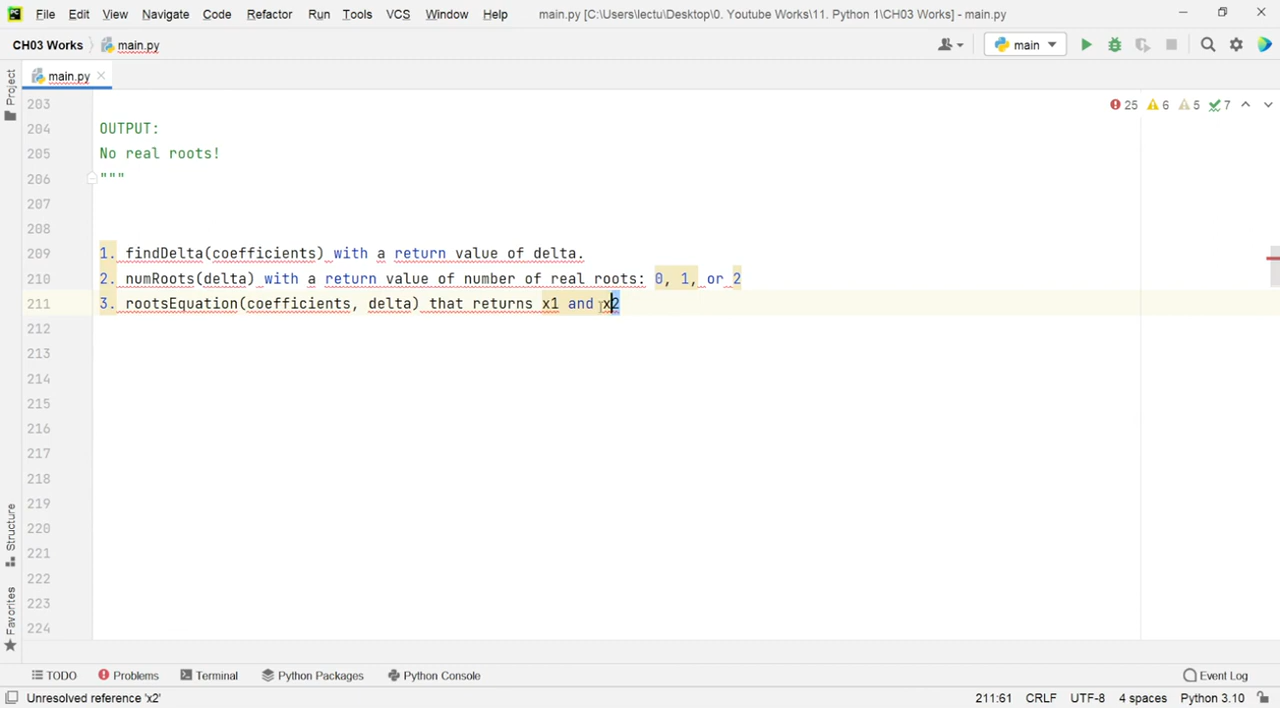 File Edit View Navigate Code Refactor Run Tools VCS Window Help main.py [C:\Users\lectu\Desktop\0. Youtube Works\11. Python 1\CH03 Works] - main.py
CH03 Works main.py main
Project
main.py
25 6 5 7
203
204 OUTPUT:
205 No real roots!
206 """
207
208
209 1. findDelta(coefficients) with a return value of delta.
210 2. numRoots(delta) with a return value of number of real roots: 0, 1, or 2
211 3. rootsEquation(coefficients, delta) that returns x1 and x2
212
213
214
215
216
217
218
219
220
221
222
223
224
Structure
Favorites
TODO Problems Terminal Python Packages Python Console Event Log
Unresolved reference 'x2' 211:61 CRLF UTF-8 4 spaces Python 3.10